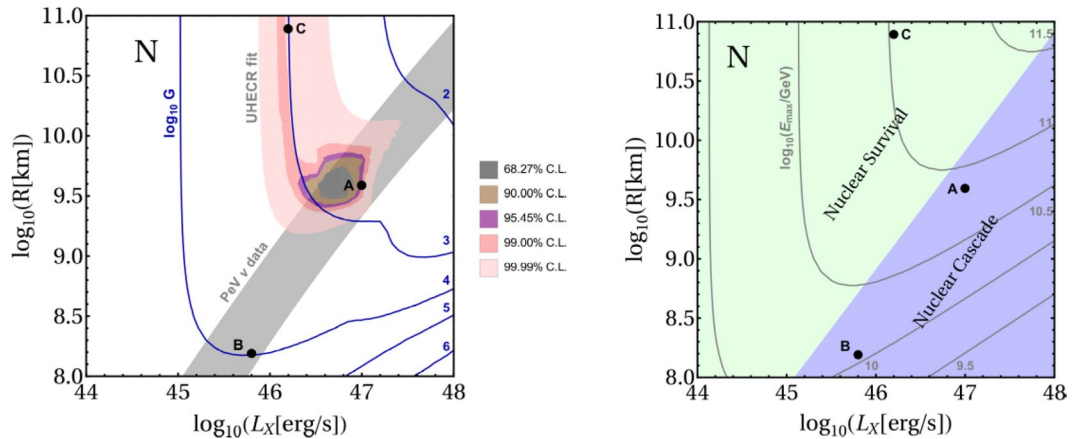 11.0
10.5
10.0
9.5
9.0
8.5
8.0
log₁₀(R[km])
N
C
UHECR fit
log₁₀ G
PeV ν data
A
B
2
3
4
5
6
44
45
46
47
48
log₁₀(L_X[erg/s])
68.27% C.L.
90.00% C.L.
95.45% C.L.
99.00% C.L.
99.99% C.L.
11.0
10.5
10.0
9.5
9.0
8.5
8.0
log₁₀(R[km])
N
C
11.5
log₁₀(E_max/GeV)
Nuclear Survival
11
A
10.5
Nuclear Cascade
B
10
9.5
44
45
46
47
48
log₁₀(L_X[erg/s])